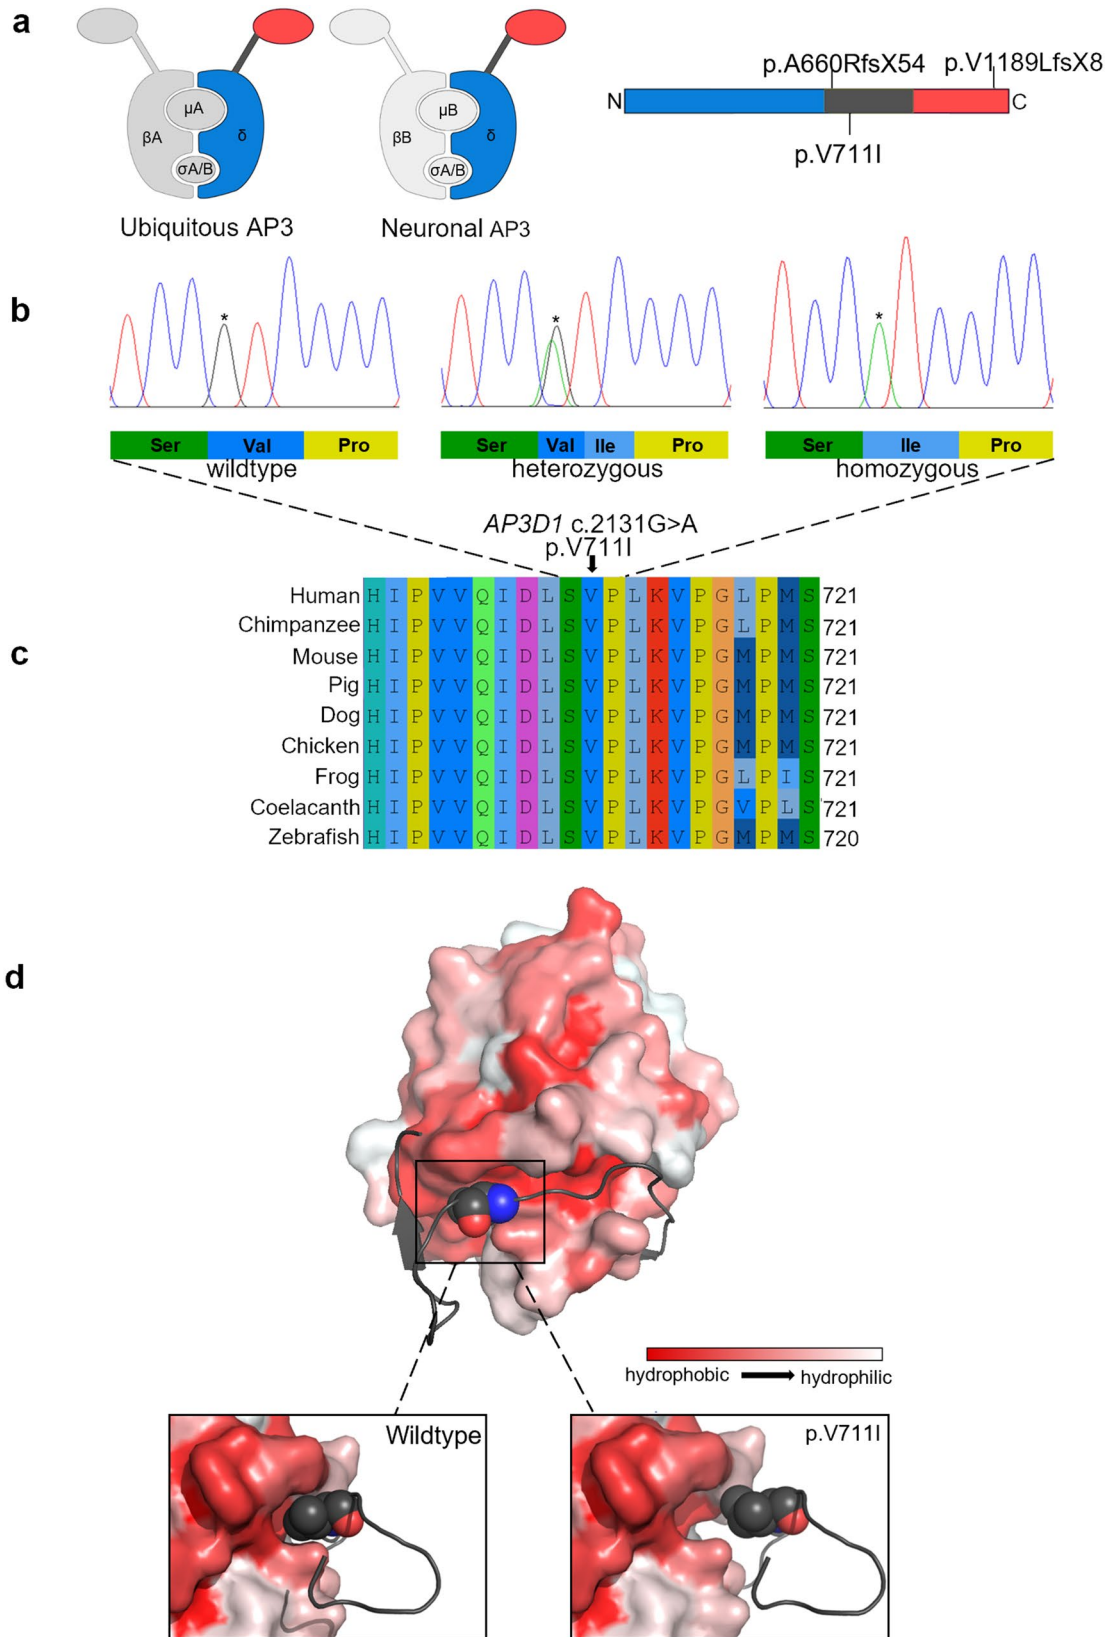 a
μA
βA
δ
σA/B
Ubiquitous AP3
μB
βB
δ
σA/B
Neuronal AP3
p.A660RfsX54
p.V1189LfsX8
N
C
p.V711I
b
*
*
*
Ser Val Pro
wildtype
Ser Val Ile Pro
heterozygous
Ser Ile Pro
homozygous
AP3D1 c.2131G>A
p.V711I
c
Human H I P V V Q I D L S V P L K V P G L P M S 721
Chimpanzee H I P V V Q I D L S V P L K V P G L P M S 721
Mouse H I P V V Q I D L S V P L K V P G M P M S 721
Pig H I P V V Q I D L S V P L K V P G M P M S 721
Dog H I P V V Q I D L S V P L K V P G M P M S 721
Chicken H I P V V Q I D L S V P L K V P G M P M S 721
Frog H I P V V Q I D L S V P L K V P G L P I S 721
Coelacanth H I P V V Q I D L S V P L K V P G V P L S 721
Zebrafish H I P V V Q I D L S V P L K V P G M P M S 720
d
hydrophobic
hydrophilic
Wildtype
p.V711I